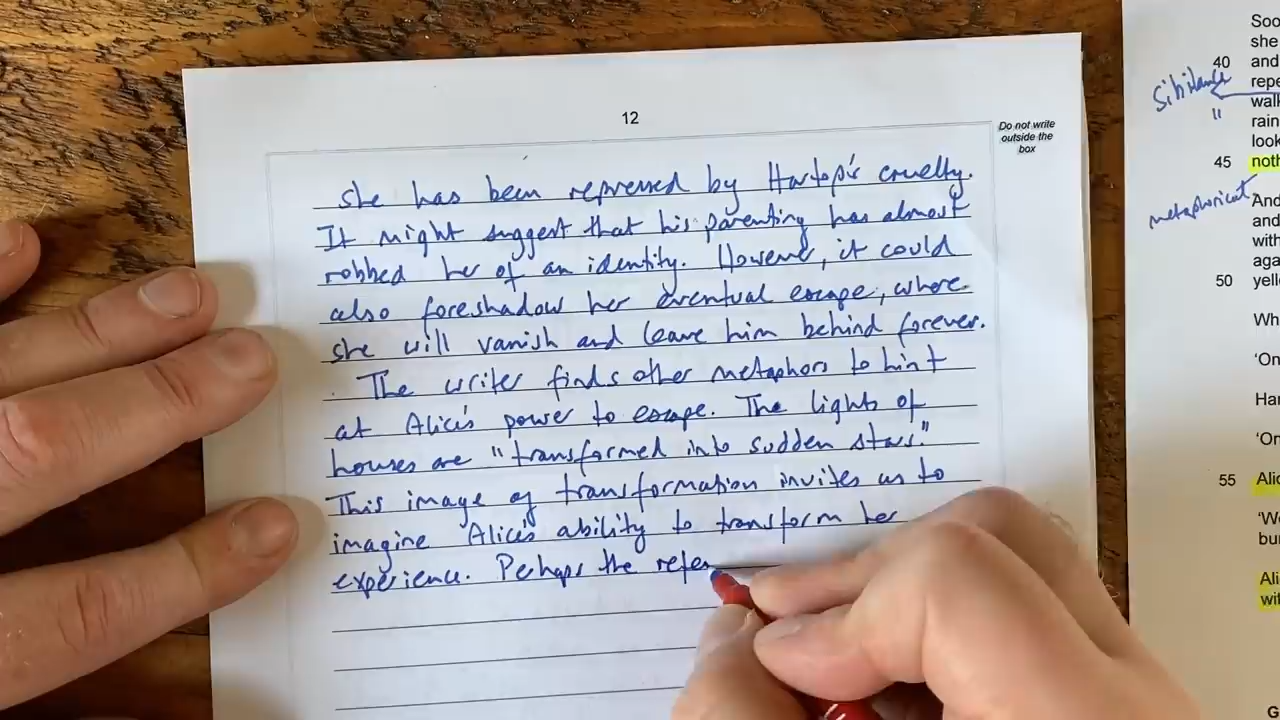 12
Do not write
outside the
box
she has been repressed by Hartop's cruelty.
It might suggest that his parenting has almost
robbed her of an identity. However, it could
also foreshadow her eventual escape, where
she will vanish and leave him behind forever.
The writer finds other metaphors to hint
at Alice's power to escape. The lights of
houses are "transformed into sudden stars."
This image of transformation invites us to
imagine Alice's ability to transform her
experience. Perhaps the refer
Soo
she
40 and
Sibilance
repe
walk
"
rain
look
45 noth
metaphorical
And
and
with
aga
50 yello
Wh
'On
Har
'Or
55 Alic
'We
bur
Ali
wit
G